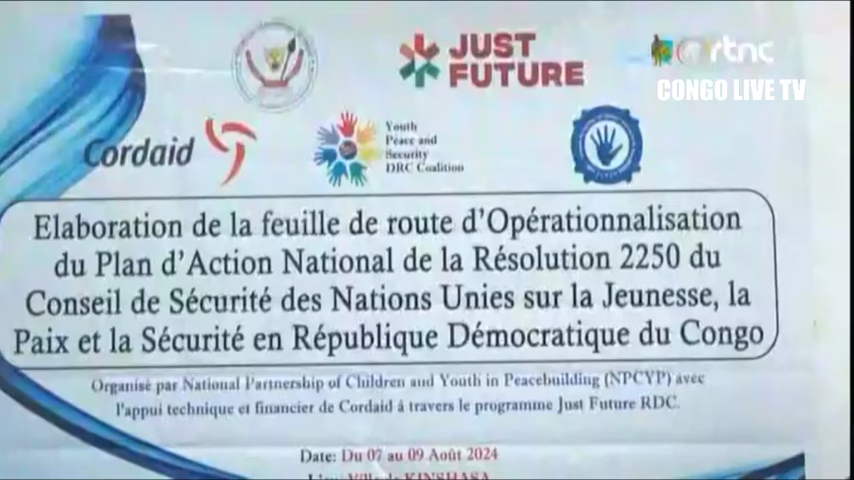 JUST
FUTURE
rtnc
CONGO LIVE TV
Cordaid
Youth
Peace and
Security
DRC Coalition
Elaboration de la feuille de route d'Opérationnalisation
du Plan d'Action National de la Résolution 2250 du
Conseil de Sécurité des Nations Unies sur la Jeunesse, la
Paix et la Sécurité en République Démocratique du Congo
Organisé par National Partnership of Children and Youth in Peacebuilding (NPCYP) avec
l'appui technique et financier de Cordaid à travers le programme Just Future RDC.
Date: Du 07 au 09 Août 2024
Lieu: Ville de KINSHASA